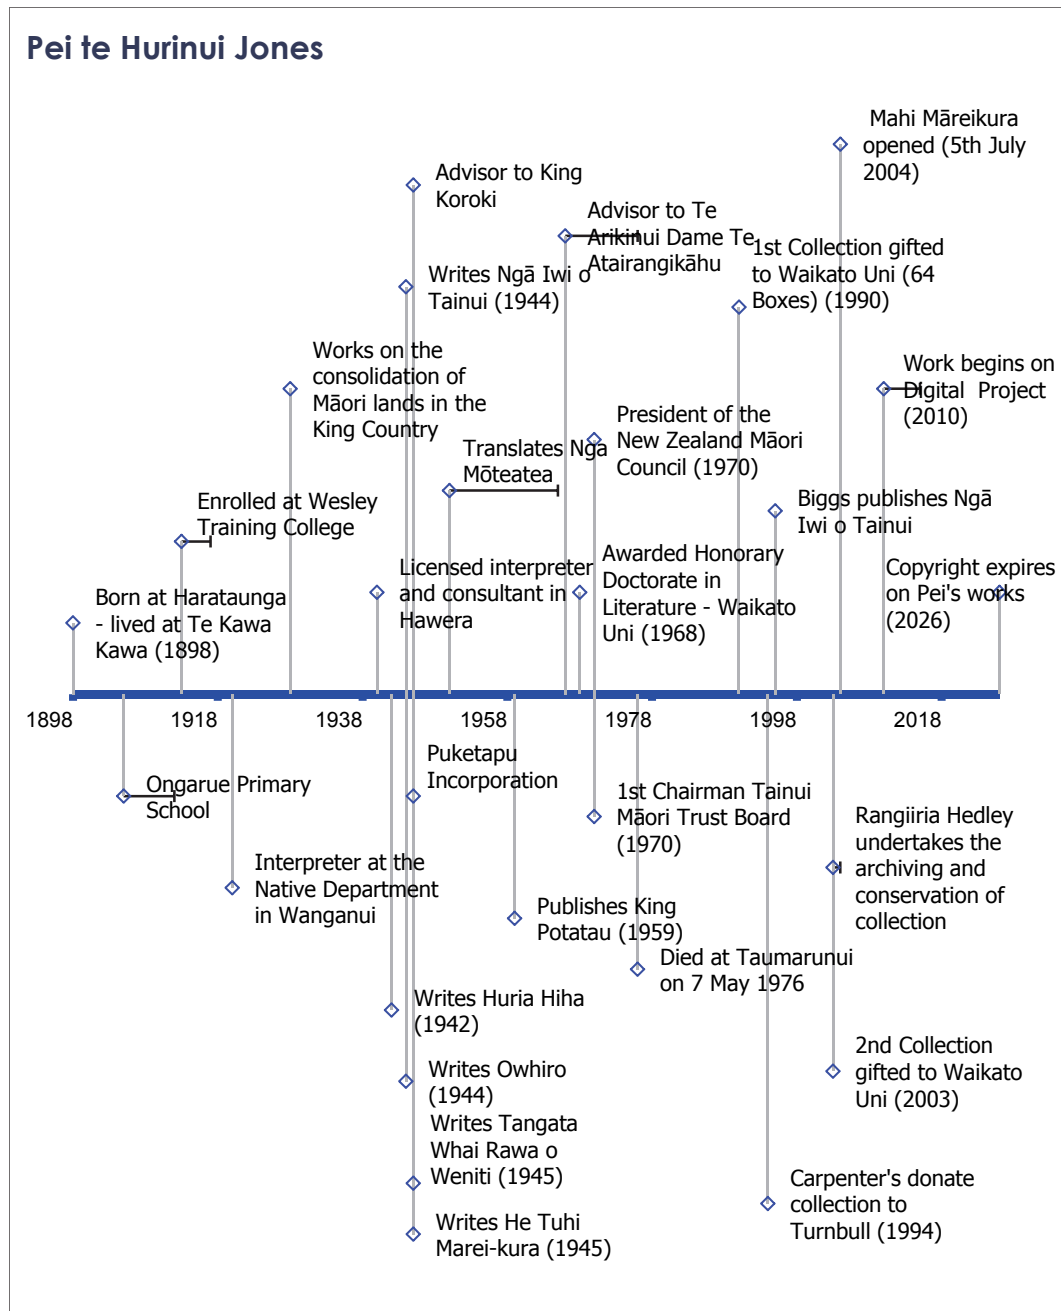 Pei te Hurinui Jones
Mahi Māreikura
opened (5th July
2004)
Advisor to King
Koroki
Advisor to Te
Arikinui Dame Te
Atairangikāhu
1st Collection gifted
to Waikato Uni (64
Boxes) (1990)
Writes Ngā Iwi o
Tainui (1944)
Works on the
consolidation of
Māori lands in the
King Country
Work begins on
Digital Project
(2010)
President of the
New Zealand Māori
Council (1970)
Translates Nga
Mōteatea
Enrolled at Wesley
Training College
Biggs publishes Ngā
Iwi o Tainui
Born at Harataunga
- lived at Te Kawa
Kawa (1898)
Licensed interpreter
and consultant in
Hawera
Awarded Honorary
Doctorate in
Literature - Waikato
Uni (1968)
Copyright expires
on Pei's works
(2026)
1898 1918 1938 1958 1978 1998 2018
Ongarue Primary
School
Puketapu
Incorporation
1st Chairman Tainui
Māori Trust Board
(1970)
Rangiiria Hedley
undertakes the
archiving and
conservation of
collection
Interpreter at the
Native Department
in Wanganui
Publishes King
Potatau (1959)
Died at Taumarunui
on 7 May 1976
Writes Huria Hiha
(1942)
Writes Owhiro
(1944)
2nd Collection
gifted to Waikato
Uni (2003)
Writes Tangata
Whai Rawa o
Weniti (1945)
Carpenter's donate
collection to
Turnbull (1994)
Writes He Tuhi
Marei-kura (1945)